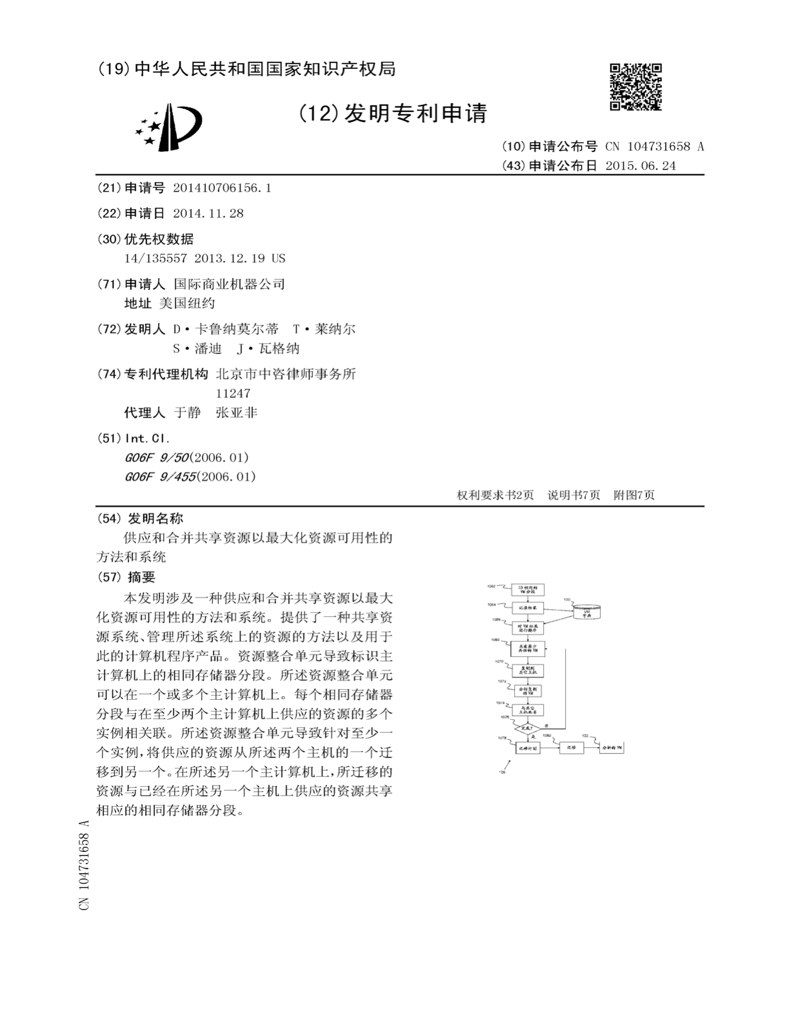 (19)中华人民共和国国家知识产权局
(12)发明专利申请
(10)申请公布号 CN 104731658 A
(43)申请公布日 2015.06.24
(21)申请号 201410706156.1
(22)申请日 2014.11.28
(30)优先权数据
14/135557 2013.12.19 US
(71)申请人 国际商业机器公司
地址 美国纽约
(72)发明人 D·卡鲁纳莫尔蒂 T·莱纳尔
S·潘迪 J·瓦格纳
(74)专利代理机构 北京市中咨律师事务所
11247
代理人 于静 张亚非
(51)Int.Cl.
G06F 9/50(2006.01)
G06F 9/455(2006.01)
权利要求书2页 说明书7页 附图7页
(54)发明名称
供应和合并共享资源以最大化资源可用性的
方法和系统
(57)摘要
本发明涉及一种供应和合并共享资源以最大
化资源可用性的方法和系统。提供了一种共享资
源系统、管理所述系统上的资源的方法以及用于
此的计算机程序产品。资源整合单元导致标识主
计算机上的相同存储器分段。所述资源整合单元
可以在一个或多个主计算机上。每个相同存储器
分段与在至少两个主计算机上供应的资源的多个
实例相关联。所述资源整合单元导致针对至少一
个实例,将供应的资源从所述两个主机的一个迁
移到另一个。在所述另一个主计算机上,所迁移的
资源与已经在所述另一个主机上供应的资源共享
相应的相同存储器分段。
CN 104731658 A